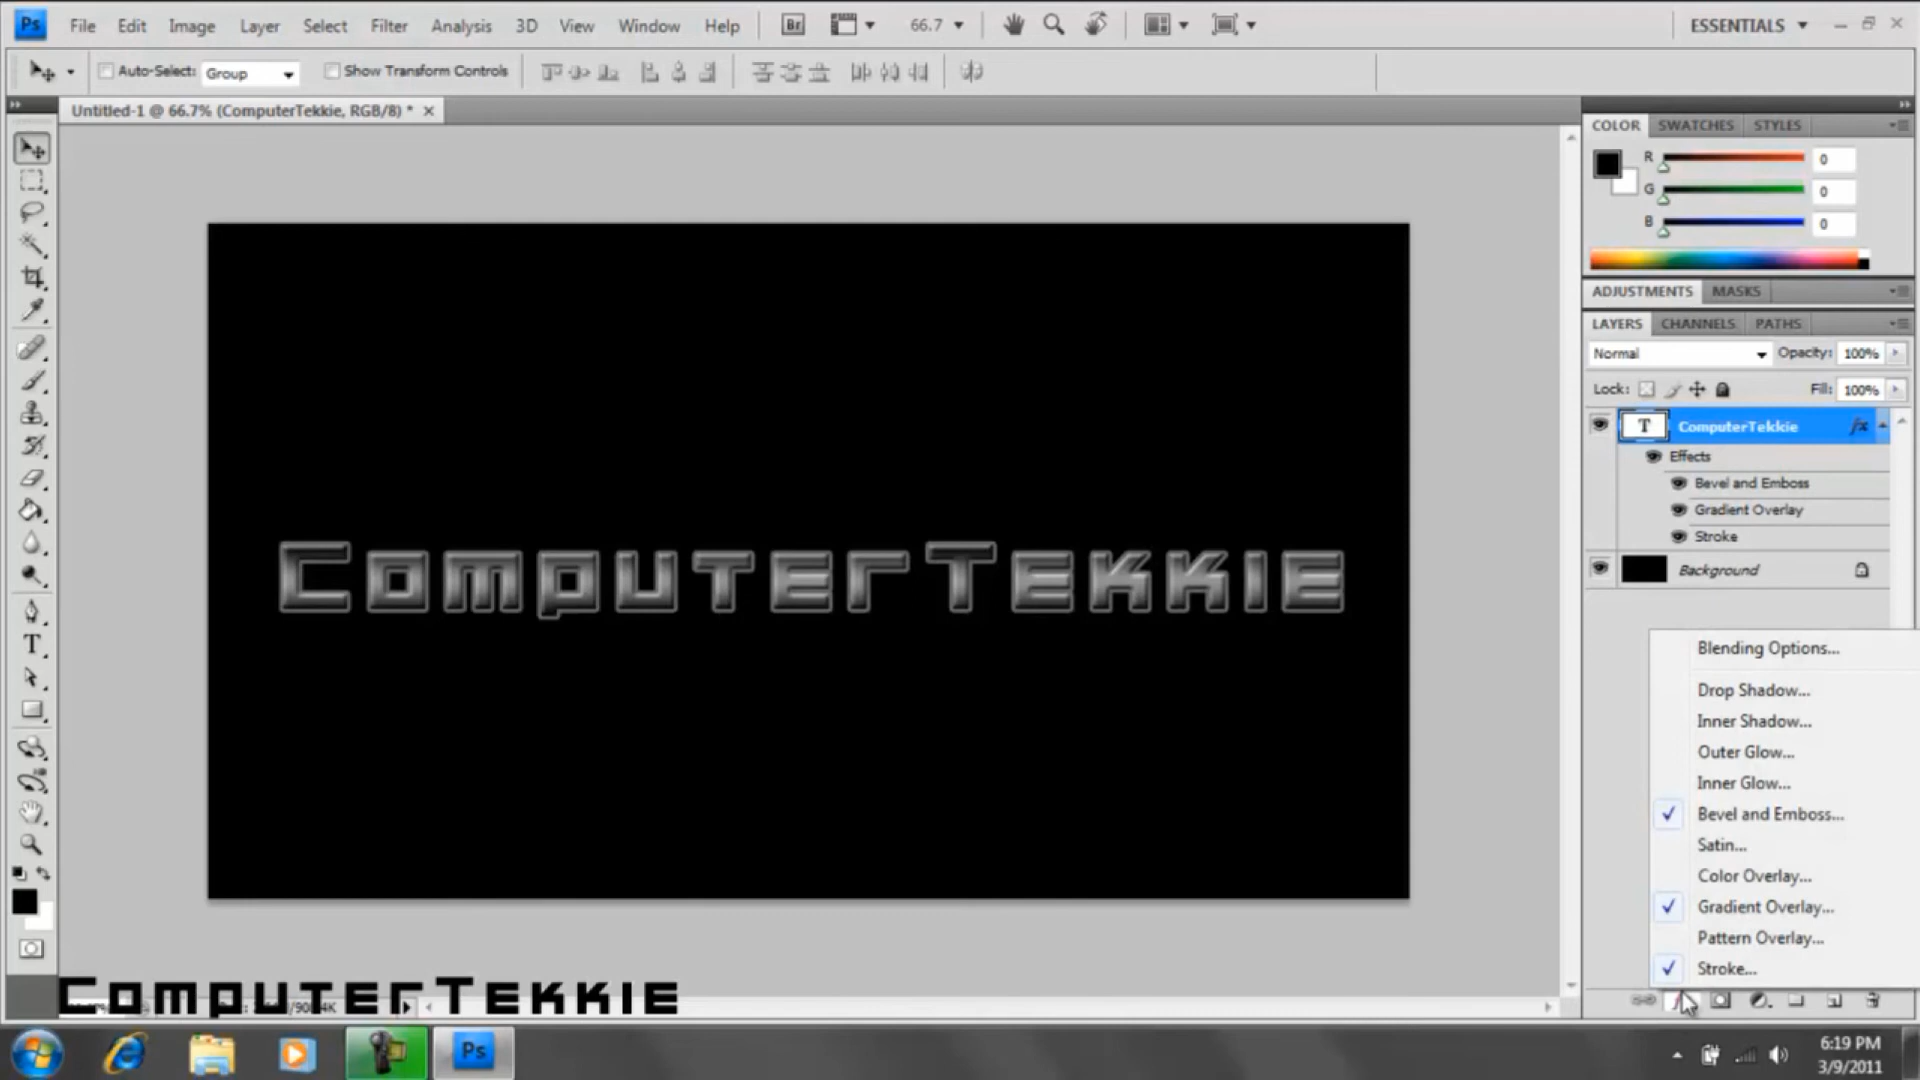 Ps File Edit Image Layer Select Filter Analysis 3D View Window Help Br 66.7 ESSENTIALS
Auto-Select: Group Show Transform Controls
Untitled-1 @ 66.7% (ComputerTekkie, RGB/8) *
COLOR SWATCHES STYLES
R 0
G 0
B 0
ADJUSTMENTS MASKS
LAYERS CHANNELS PATHS
Normal Opacity: 100%
Lock: Fill: 100%
T ComputerTekkie fx
Effects
Bevel and Emboss
Gradient Overlay
Stroke
Background
ComputerTekkie
Blending Options...
Drop Shadow...
Inner Shadow...
Outer Glow...
Inner Glow...
Bevel and Emboss...
Satin...
Color Overlay...
Gradient Overlay...
Pattern Overlay...
Stroke...
ComputerTekkie
Ps
6:19 PM
3/9/2011